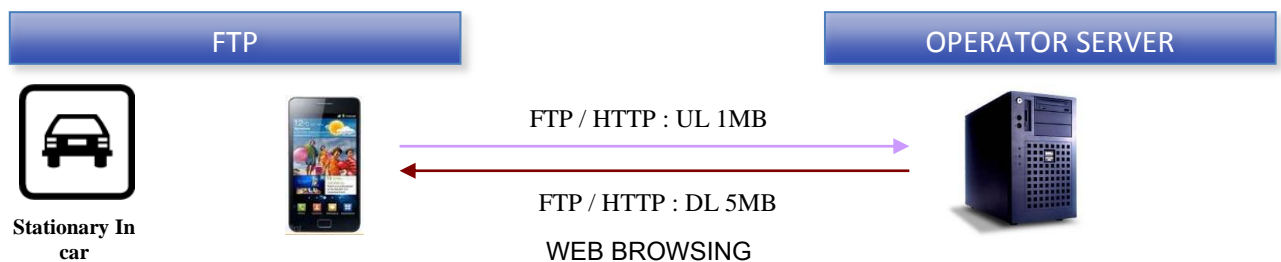 FTP
OPERATOR SERVER
FTP / HTTP : UL 1MB
FTP / HTTP : DL 5MB
WEB BROWSING
Stationary In
car